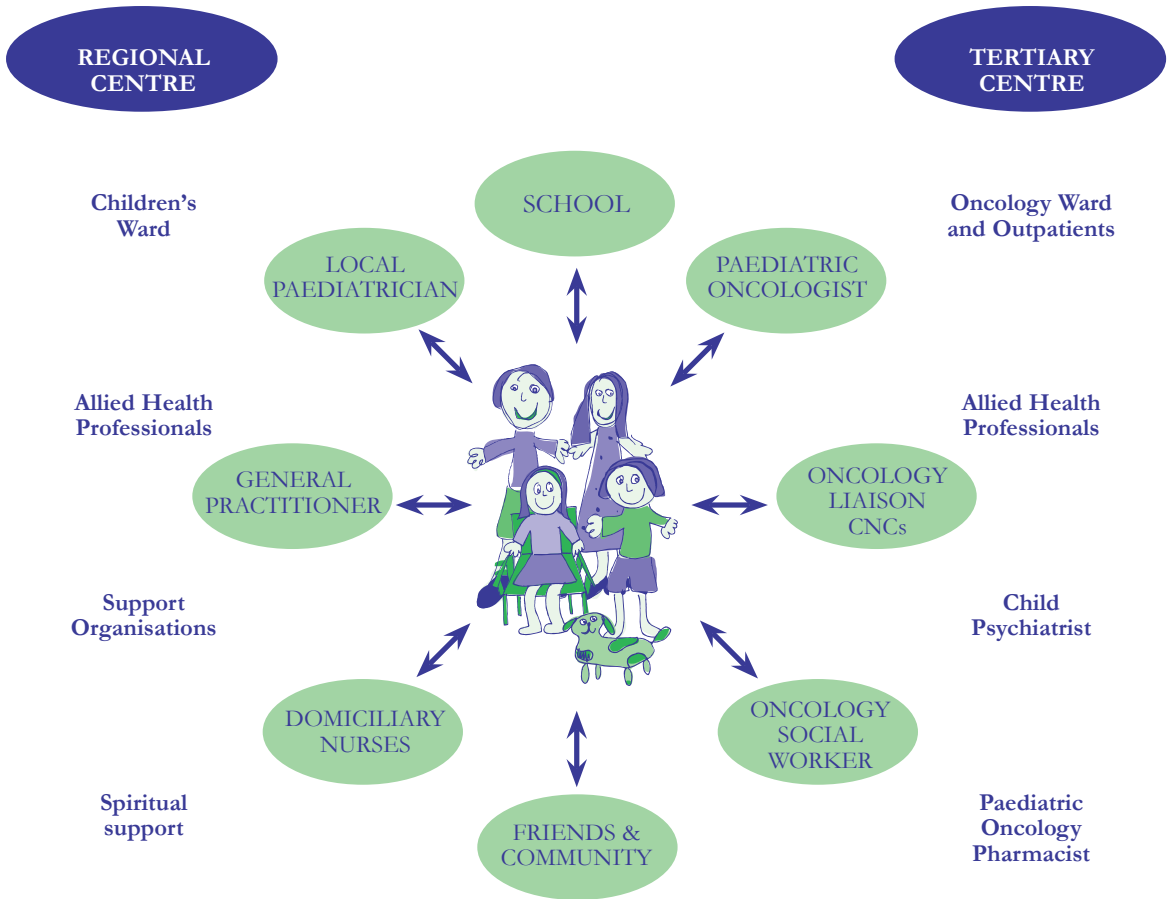 REGIONAL
CENTRE
TERTIARY
CENTRE
Children’s
Ward
SCHOOL
Oncology Ward
and Outpatients
LOCAL
PAEDIATRICIAN
PAEDIATRIC
ONCOLOGIST
Allied Health
Professionals
Allied Health
Professionals
GENERAL
PRACTITIONER
ONCOLOGY
LIAISON
CNCs
Support
Organisations
Child
Psychiatrist
DOMICILIARY
NURSES
ONCOLOGY
SOCIAL
WORKER
Spiritual
support
FRIENDS &
COMMUNITY
Paediatric
Oncology
Pharmacist